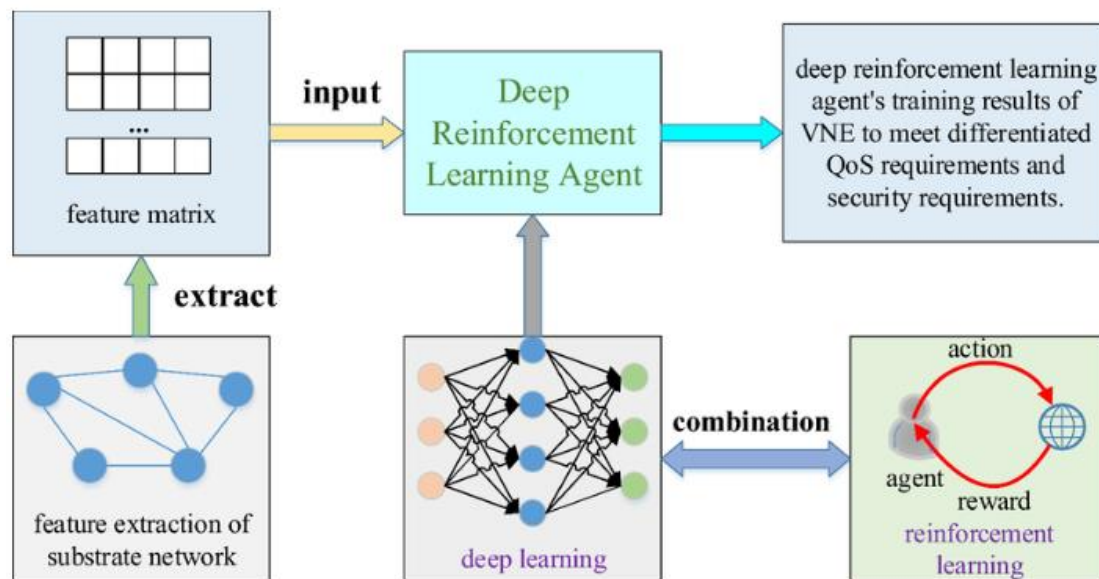 ...
feature matrix
input
Deep
Reinforcement
Learning Agent
deep reinforcement learning
agent's training results of
VNE to meet differentiated
QoS requirements and
security requirements.
extract
feature extraction of
substrate network
deep learning
combination
action
agent
reward
reinforcement
learning